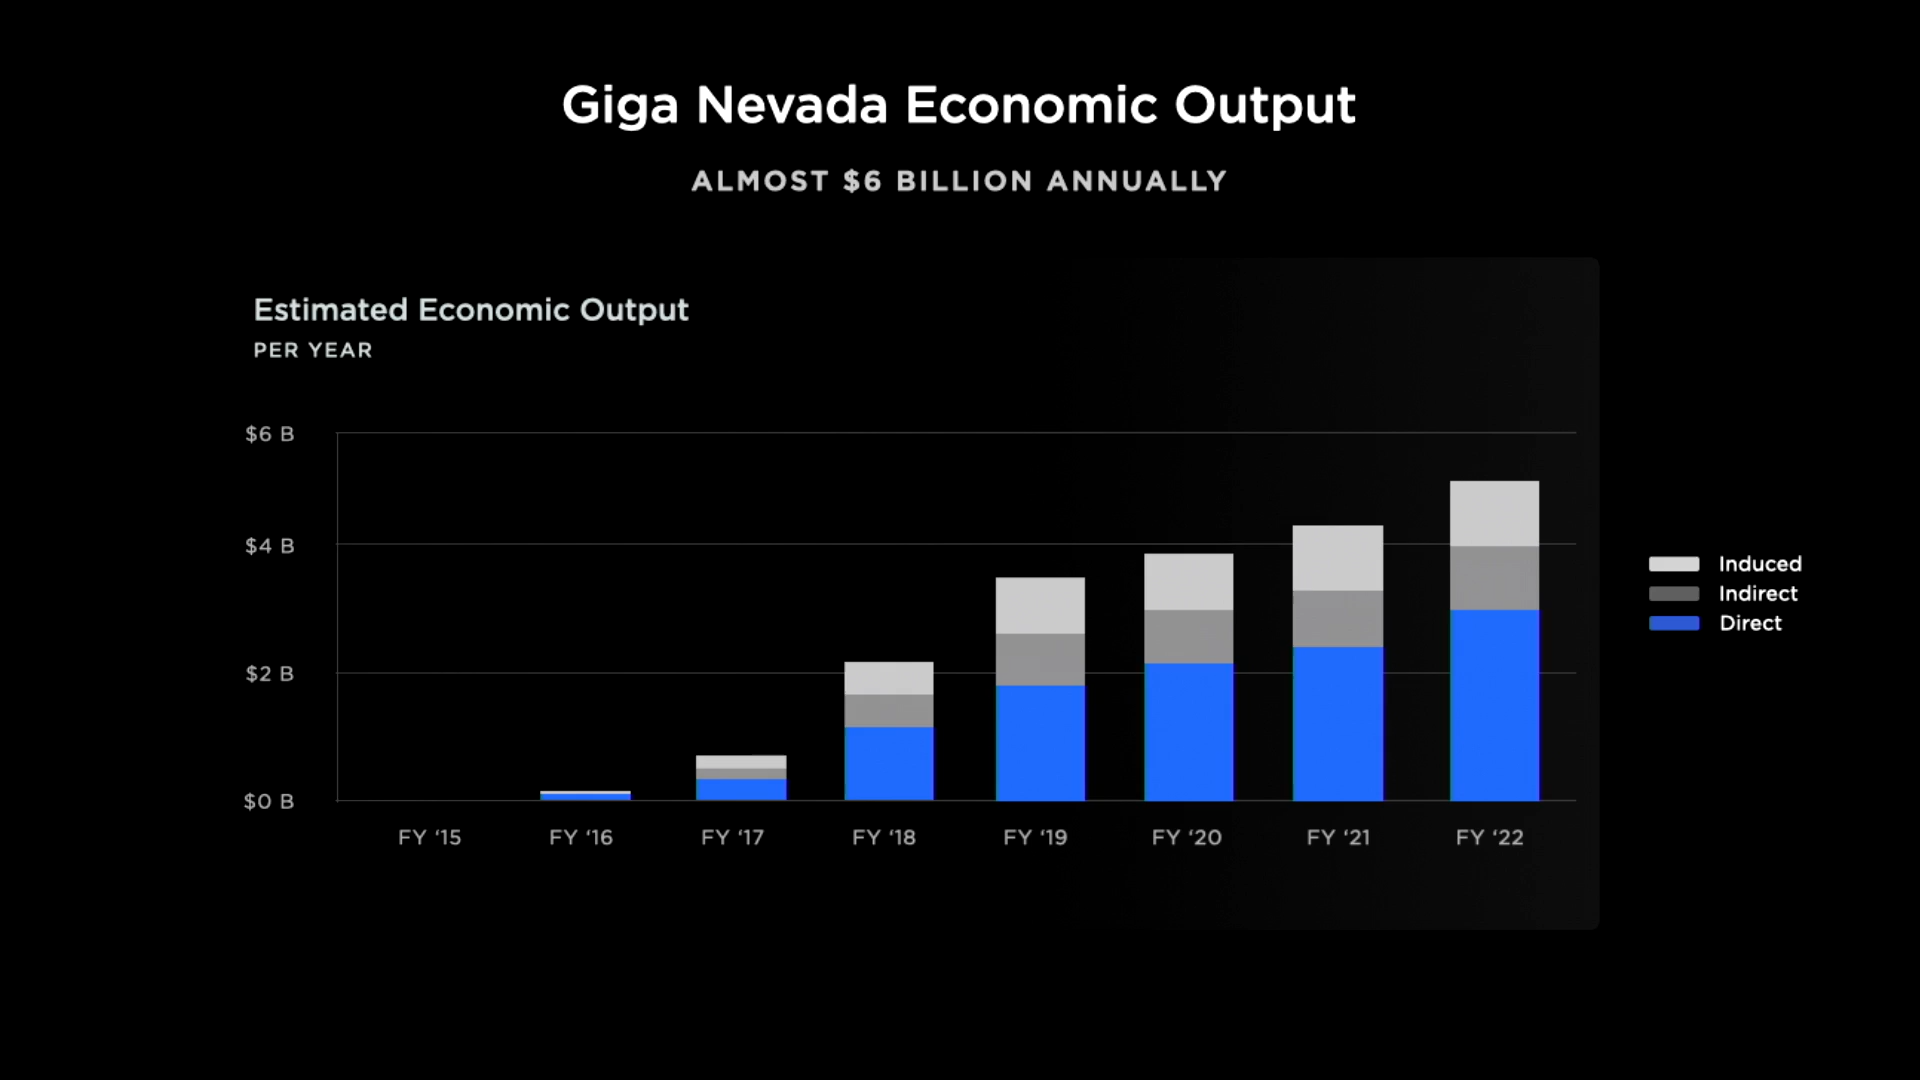 Giga Nevada Economic Output
ALMOST $6 BILLION ANNUALLY
Estimated Economic Output
PER YEAR
$6 B
$4 B
$2 B
$0 B
FY ‘15
FY ‘16
FY ‘17
FY ‘18
FY ‘19
FY ‘20
FY ‘21
FY ‘22
Induced
Indirect
Direct